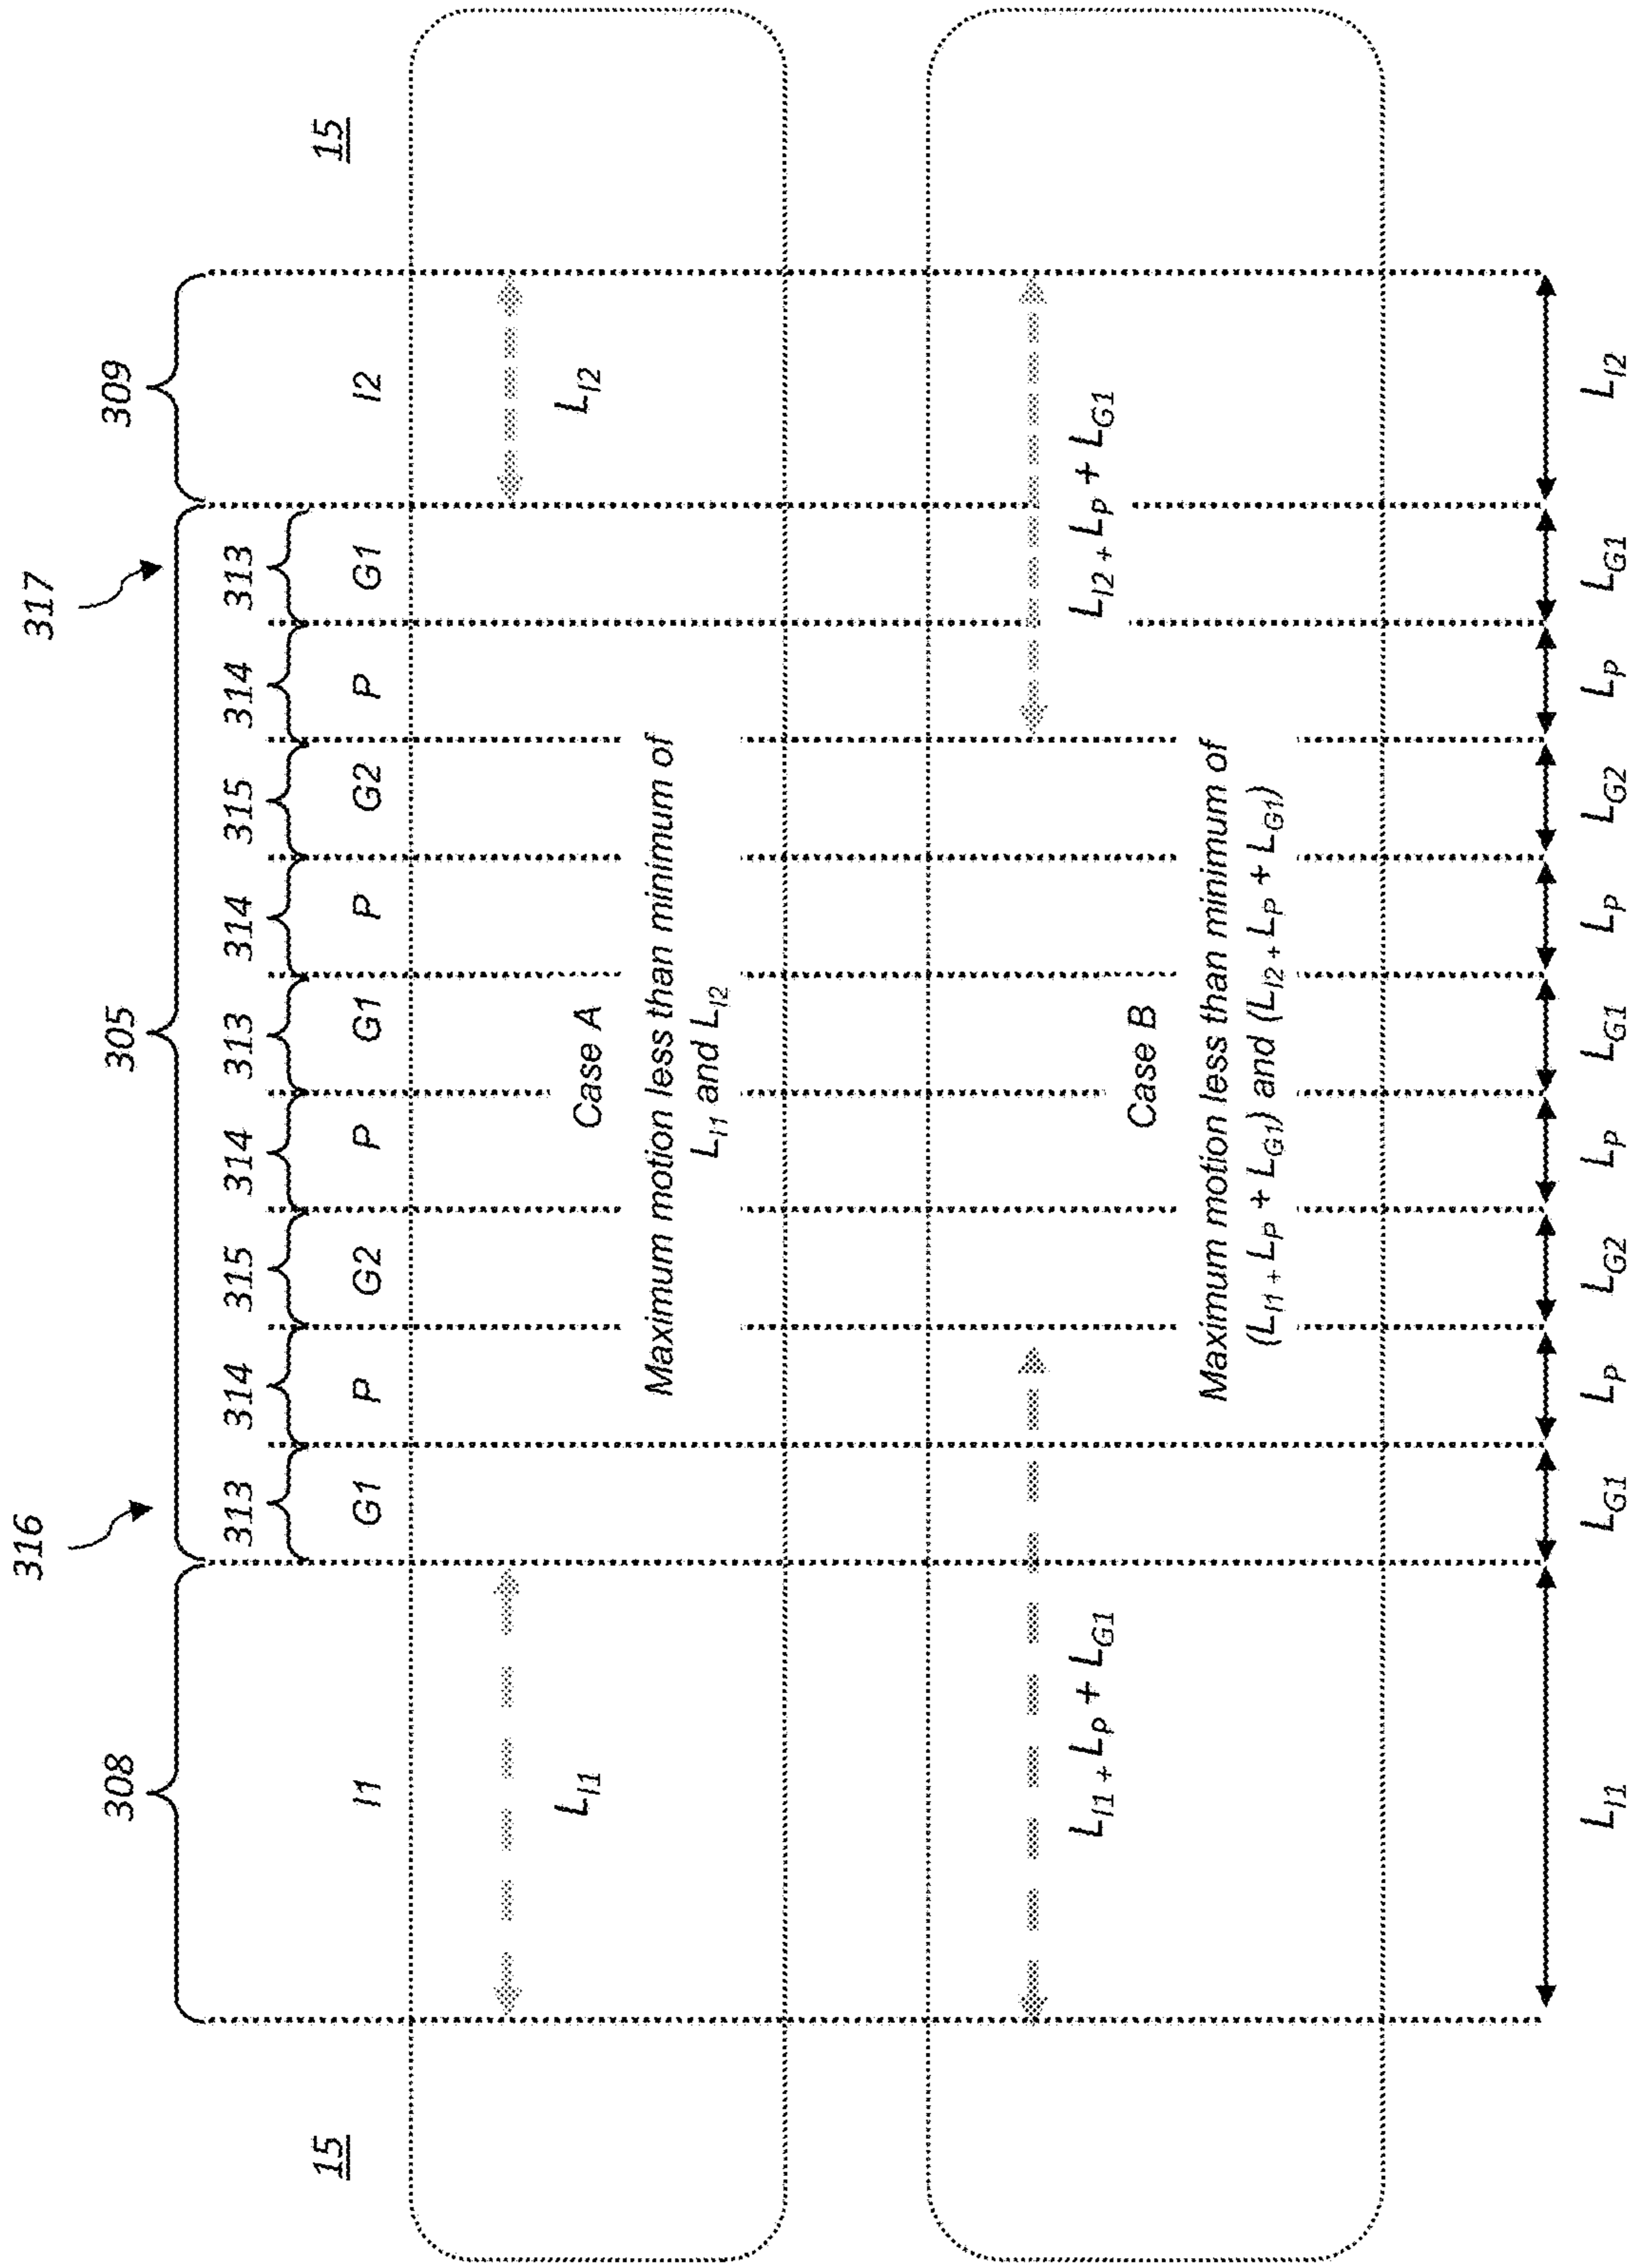 316
317
308
305
309
313
314
315
314
313
314
315
314
313
15
I1
G1
P
G2
P
G1
P
G2
P
G1
I2
15
L_I1
Case A
L_I2
Maximum motion less than minimum of
L_I1 and L_I2
L_I1 + L_P + L_G1
Case B
L_I2 + L_P + L_G1
Maximum motion less than minimum of
(L_I1 + L_P + L_G1) and (L_I2 + L_P + L_G1)
L_I1
L_G1
L_P
L_G2
L_P
L_G1
L_P
L_G2
L_P
L_G1
L_I2